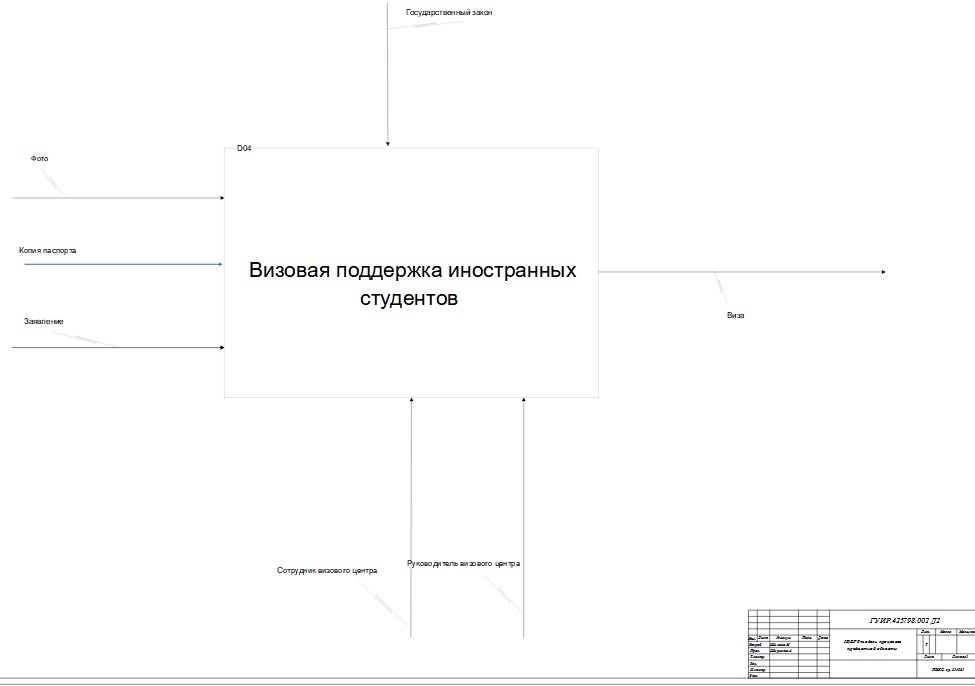 Государственный закон
D04
Фото
Копия паспорта
Заявление
Визовая поддержка иностранных
студентов
Виза
Сотрудник визового центра
Руководитель визового центра
ГУИР.425798.002 Д2
Лист